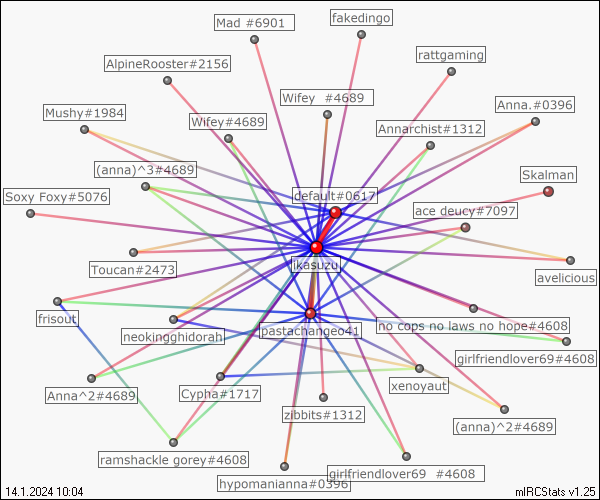 Mad #6901
fakedingo
rattgaming
AlpineRooster#2156
Wifey  #4689
Anna.#0396
Mushy#1984
Wifey#4689
Annarchist#1312
(anna)^3#4689
Skalman
Soxy Foxy#5076
default#0617
ace deucy#7097
Toucan#2473
ikasuzu
avelicious
frisout
neokingghidorah
pastachangeo41
no cops no laws no hope#4608
girlfriendlover69#4608
Anna^2#4689
Cypha#1717
xenoyaut
zibbits#1312
(anna)^2#4689
ramshackle gorey#4608
hypomanianna#0396
girlfriendlover69  #4608
14.1.2024 10:04
mIRCStats v1.25